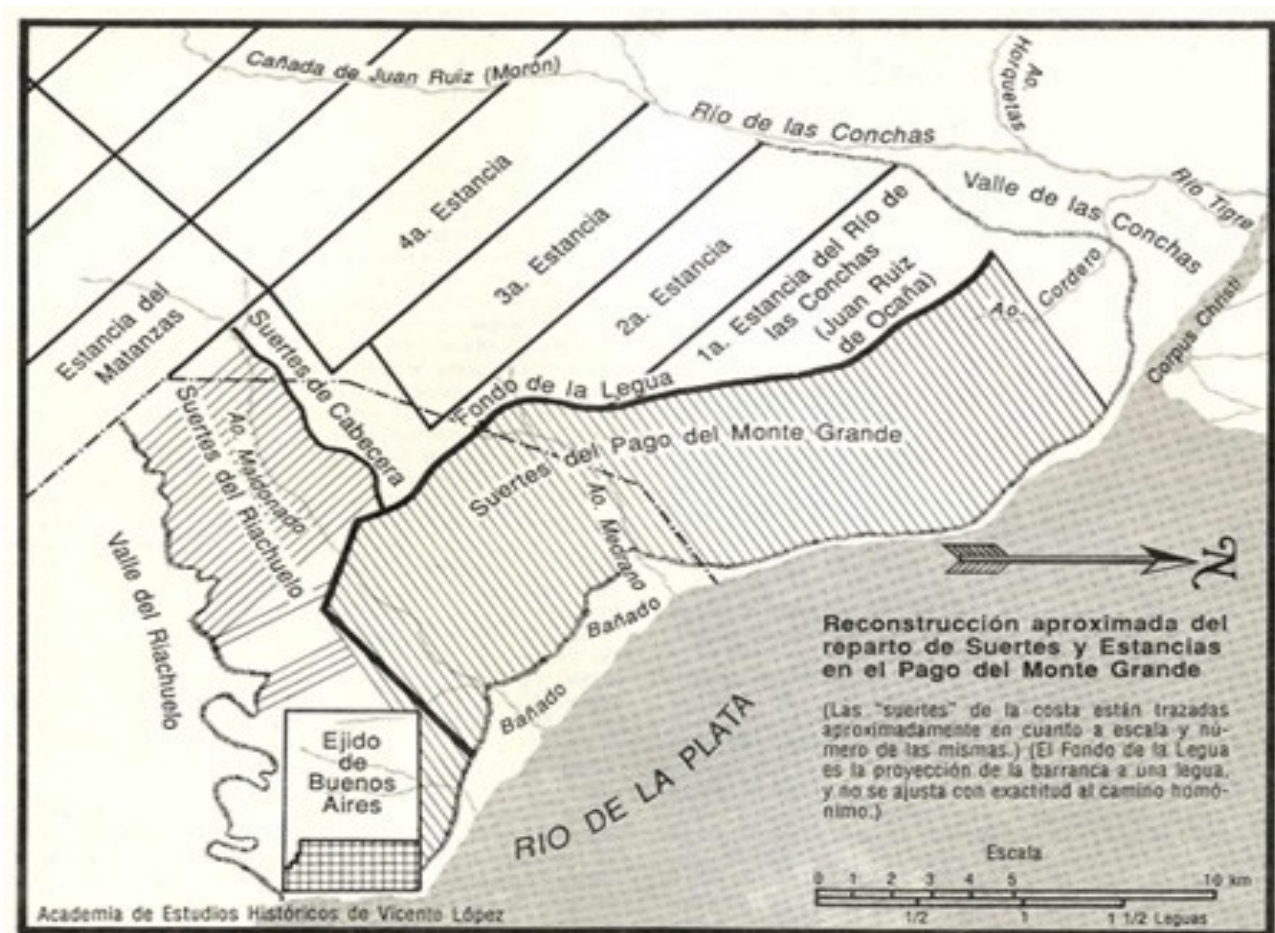 Cañada de Juan Ruiz (Morón)
Ao.
Horquetas
Río de las Conchas
Río Tigre
Valle de las Conchas
4a. Estancia
3a. Estancia
2a. Estancia
1a. Estancia del Río de
las Conchas
(Juan Ruiz
de Ocaña)
Ao. Cordero
Corpus Christi
Estancia del
Matanzas
Suertes de Cabecera
"Fondo de la Legua
Suertes del Pago del Monte Grande
Ao. Maldonado
Suertes del Riachuelo
Ao. Medrano
Valle del Riachuelo
Bañado
Bañado
N
Ejido
de
Buenos
Aires
RIO DE LA PLATA
Reconstrucción aproximada del
reparto de Suertes y Estancias
en el Pago del Monte Grande
(Las "suertes" de la costa están trazadas
aproximadamente en cuanto a escala y nú-
mero de las mismas.) (El Fondo de la Legua
es la proyección de la barranca a una legua,
y no se ajusta con exactitud al camino homó-
nimo.)
Escala
0 1 2 3 4 5 10 km
1/2 1 1 1/2 Leguas
Academia de Estudios Históricos de Vicente López